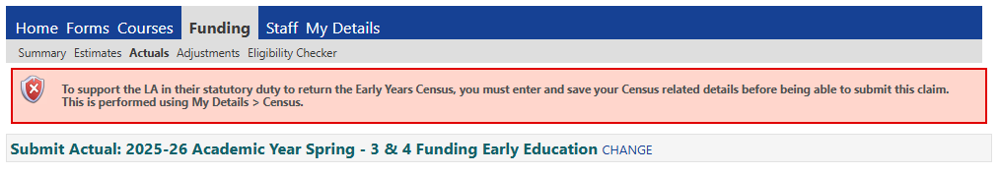 Home Forms Courses Funding Staff My Details
Summary Estimates Actuals Adjustments Eligibility Checker
To support the LA in their statutory duty to return the Early Years Census, you must enter and save your Census related details before being able to submit this claim.
This is performed using My Details > Census.
Submit Actual: 2025-26 Academic Year Spring - 3 & 4 Funding Early Education CHANGE